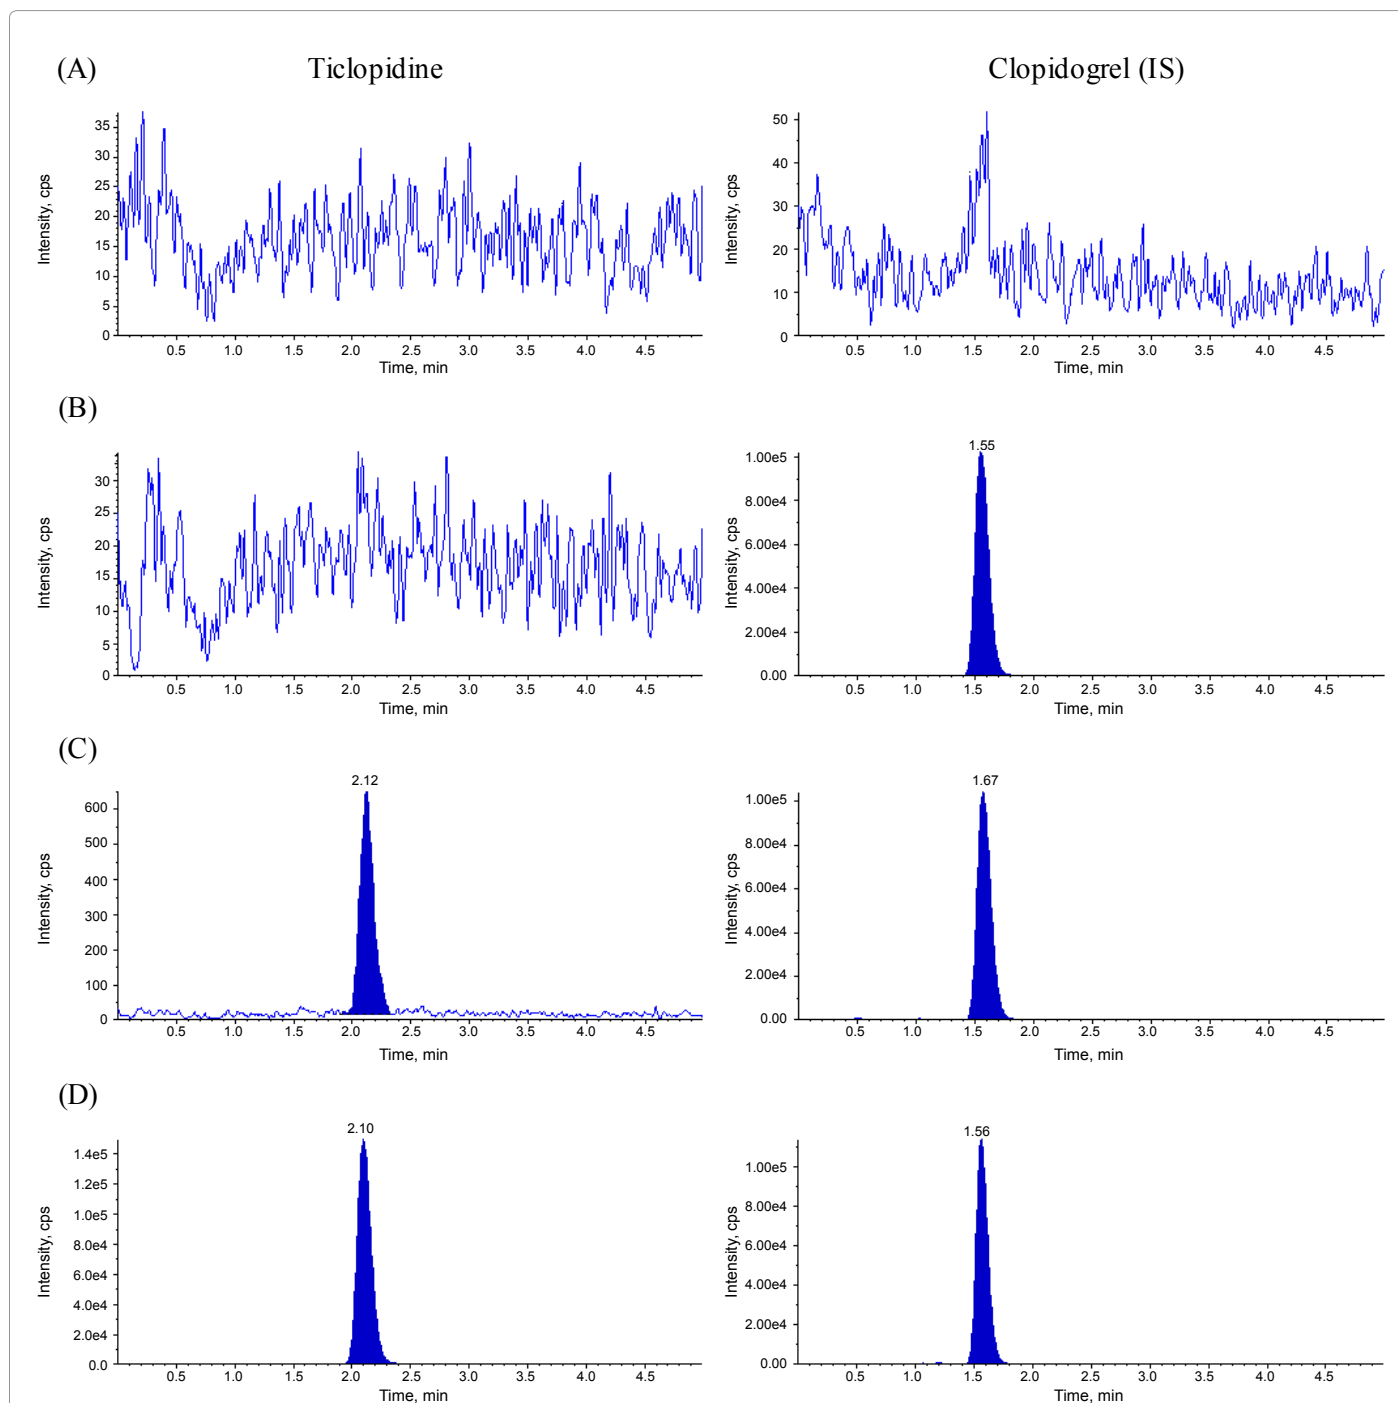 (A) Ticlopidine Clopidogrel (IS)
Intensity, cps
35
30
25
20
15
10
5
0
0.5 1.0 1.5 2.0 2.5 3.0 3.5 4.0 4.5
Time, min
Intensity, cps
50
40
30
20
10
0
0.5 1.0 1.5 2.0 2.5 3.0 3.5 4.0 4.5
Time, min
(B)
Intensity, cps
30
25
20
15
10
5
0
0.5 1.0 1.5 2.0 2.5 3.0 3.5 4.0 4.5
Time, min
1.55
Intensity, cps
1.00e5
8.00e4
6.00e4
4.00e4
2.00e4
0.00
0.5 1.0 1.5 2.0 2.5 3.0 3.5 4.0 4.5
Time, min
(C)
2.12
Intensity, cps
600
500
400
300
200
100
0
0.5 1.0 1.5 2.0 2.5 3.0 3.5 4.0 4.5
Time, min
1.67
Intensity, cps
1.00e5
8.00e4
6.00e4
4.00e4
2.00e4
0.00
0.5 1.0 1.5 2.0 2.5 3.0 3.5 4.0 4.5
Time, min
(D)
2.10
Intensity, cps
1.4e5
1.2e5
1.0e5
8.0e4
6.0e4
4.0e4
2.0e4
0.0
0.5 1.0 1.5 2.0 2.5 3.0 3.5 4.0 4.5
Time, min
1.56
Intensity, cps
1.00e5
8.00e4
6.00e4
4.00e4
2.00e4
0.00
0.5 1.0 1.5 2.0 2.5 3.0 3.5 4.0 4.5
Time, min